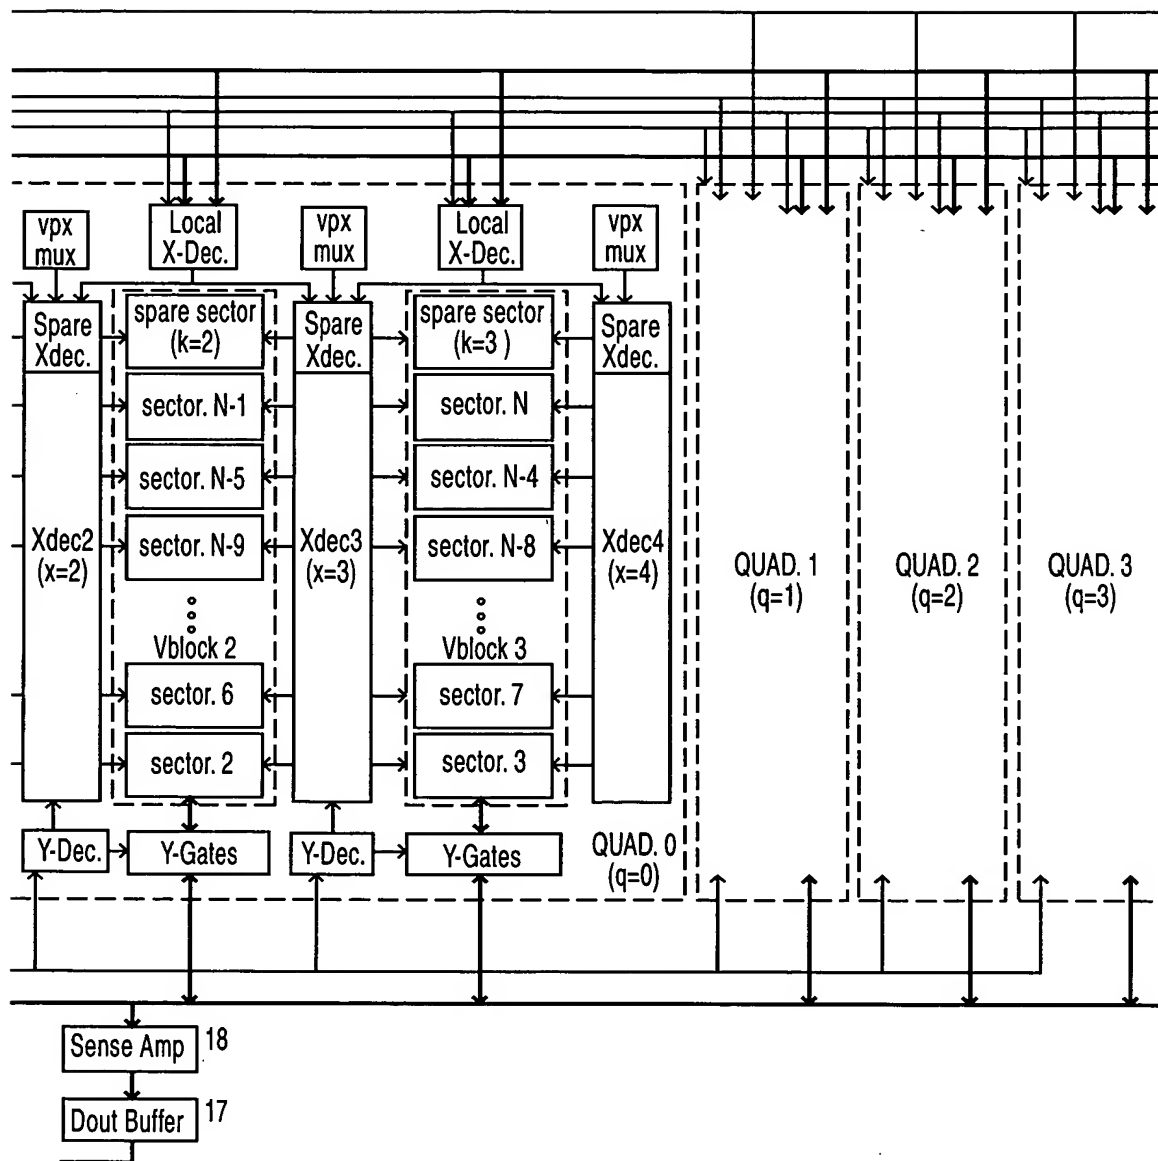 vpx
mux
Local
X-Dec.
vpx
mux
Local
X-Dec.
vpx
mux
Spare
Xdec.
spare sector
(k=2)
Spare
Xdec.
spare sector
(k=3 )
Spare
Xdec.
sector. N-1
sector. N
sector. N-5
sector. N-4
Xdec2
(x=2)
sector. N-9
Xdec3
(x=3)
sector. N-8
Xdec4
(x=4)
QUAD. 1
(q=1)
QUAD. 2
(q=2)
QUAD. 3
(q=3)
Vblock 2
Vblock 3
sector. 6
sector. 7
sector. 2
sector. 3
Y-Dec.
Y-Gates
Y-Dec.
Y-Gates
QUAD. 0
(q=0)
Sense Amp
18
Dout Buffer
17